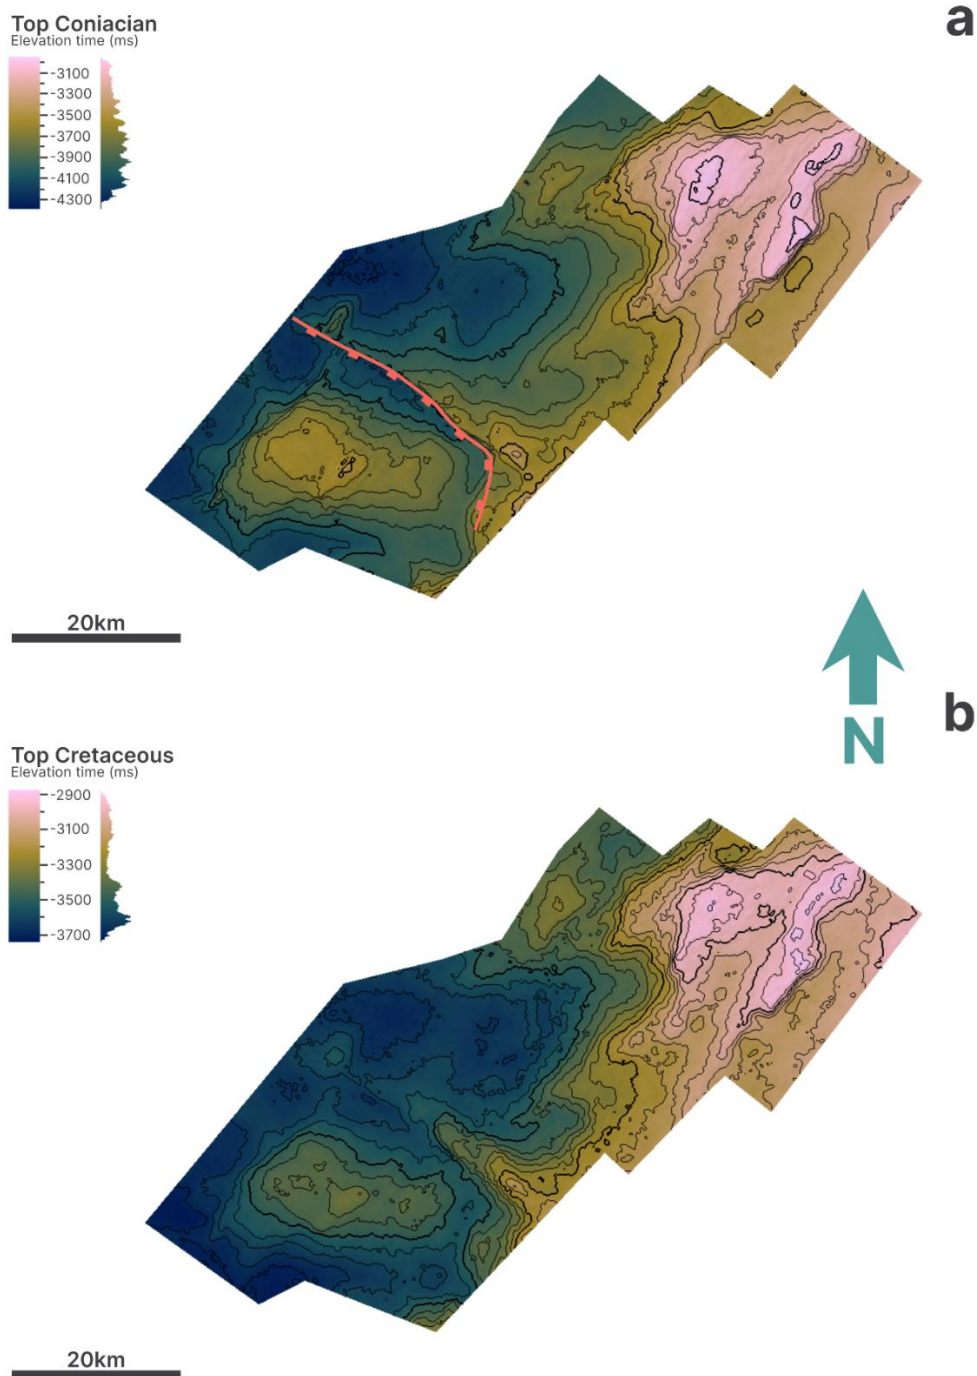 a
Top Coniacian
Elevation time (ms)
-3100
-3300
-3500
-3700
-3900
-4100
-4300
20km
N
b
Top Cretaceous
Elevation time (ms)
-2900
-3100
-3300
-3500
-3700
20km